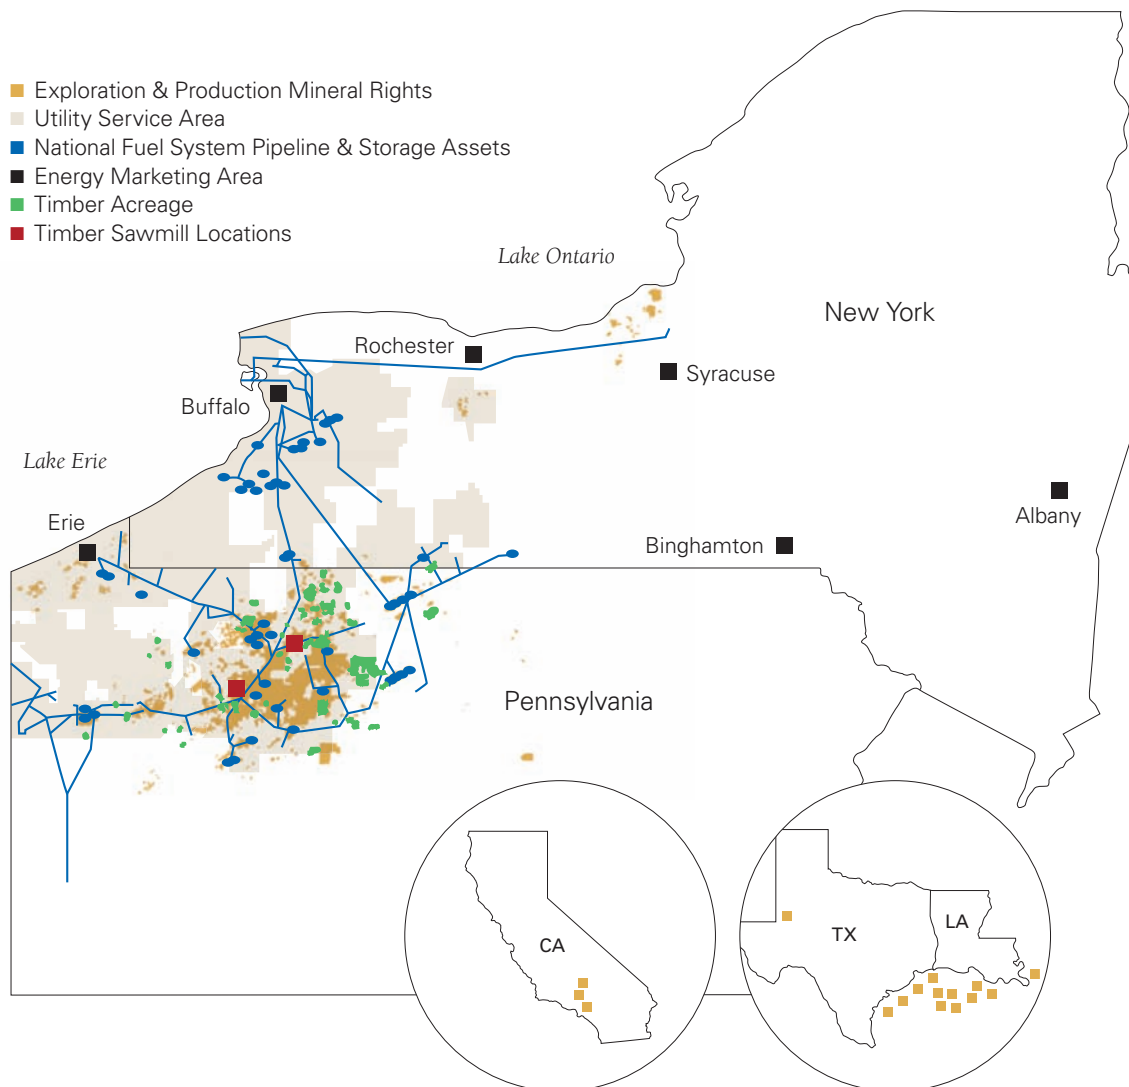 Exploration & Production Mineral Rights
Utility Service Area
National Fuel System Pipeline & Storage Assets
Energy Marketing Area
Timber Acreage
Timber Sawmill Locations
Lake Ontario
New York
Rochester
Syracuse
Buffalo
Lake Erie
Erie
Albany
Binghamton
Pennsylvania
CA
TX
LA